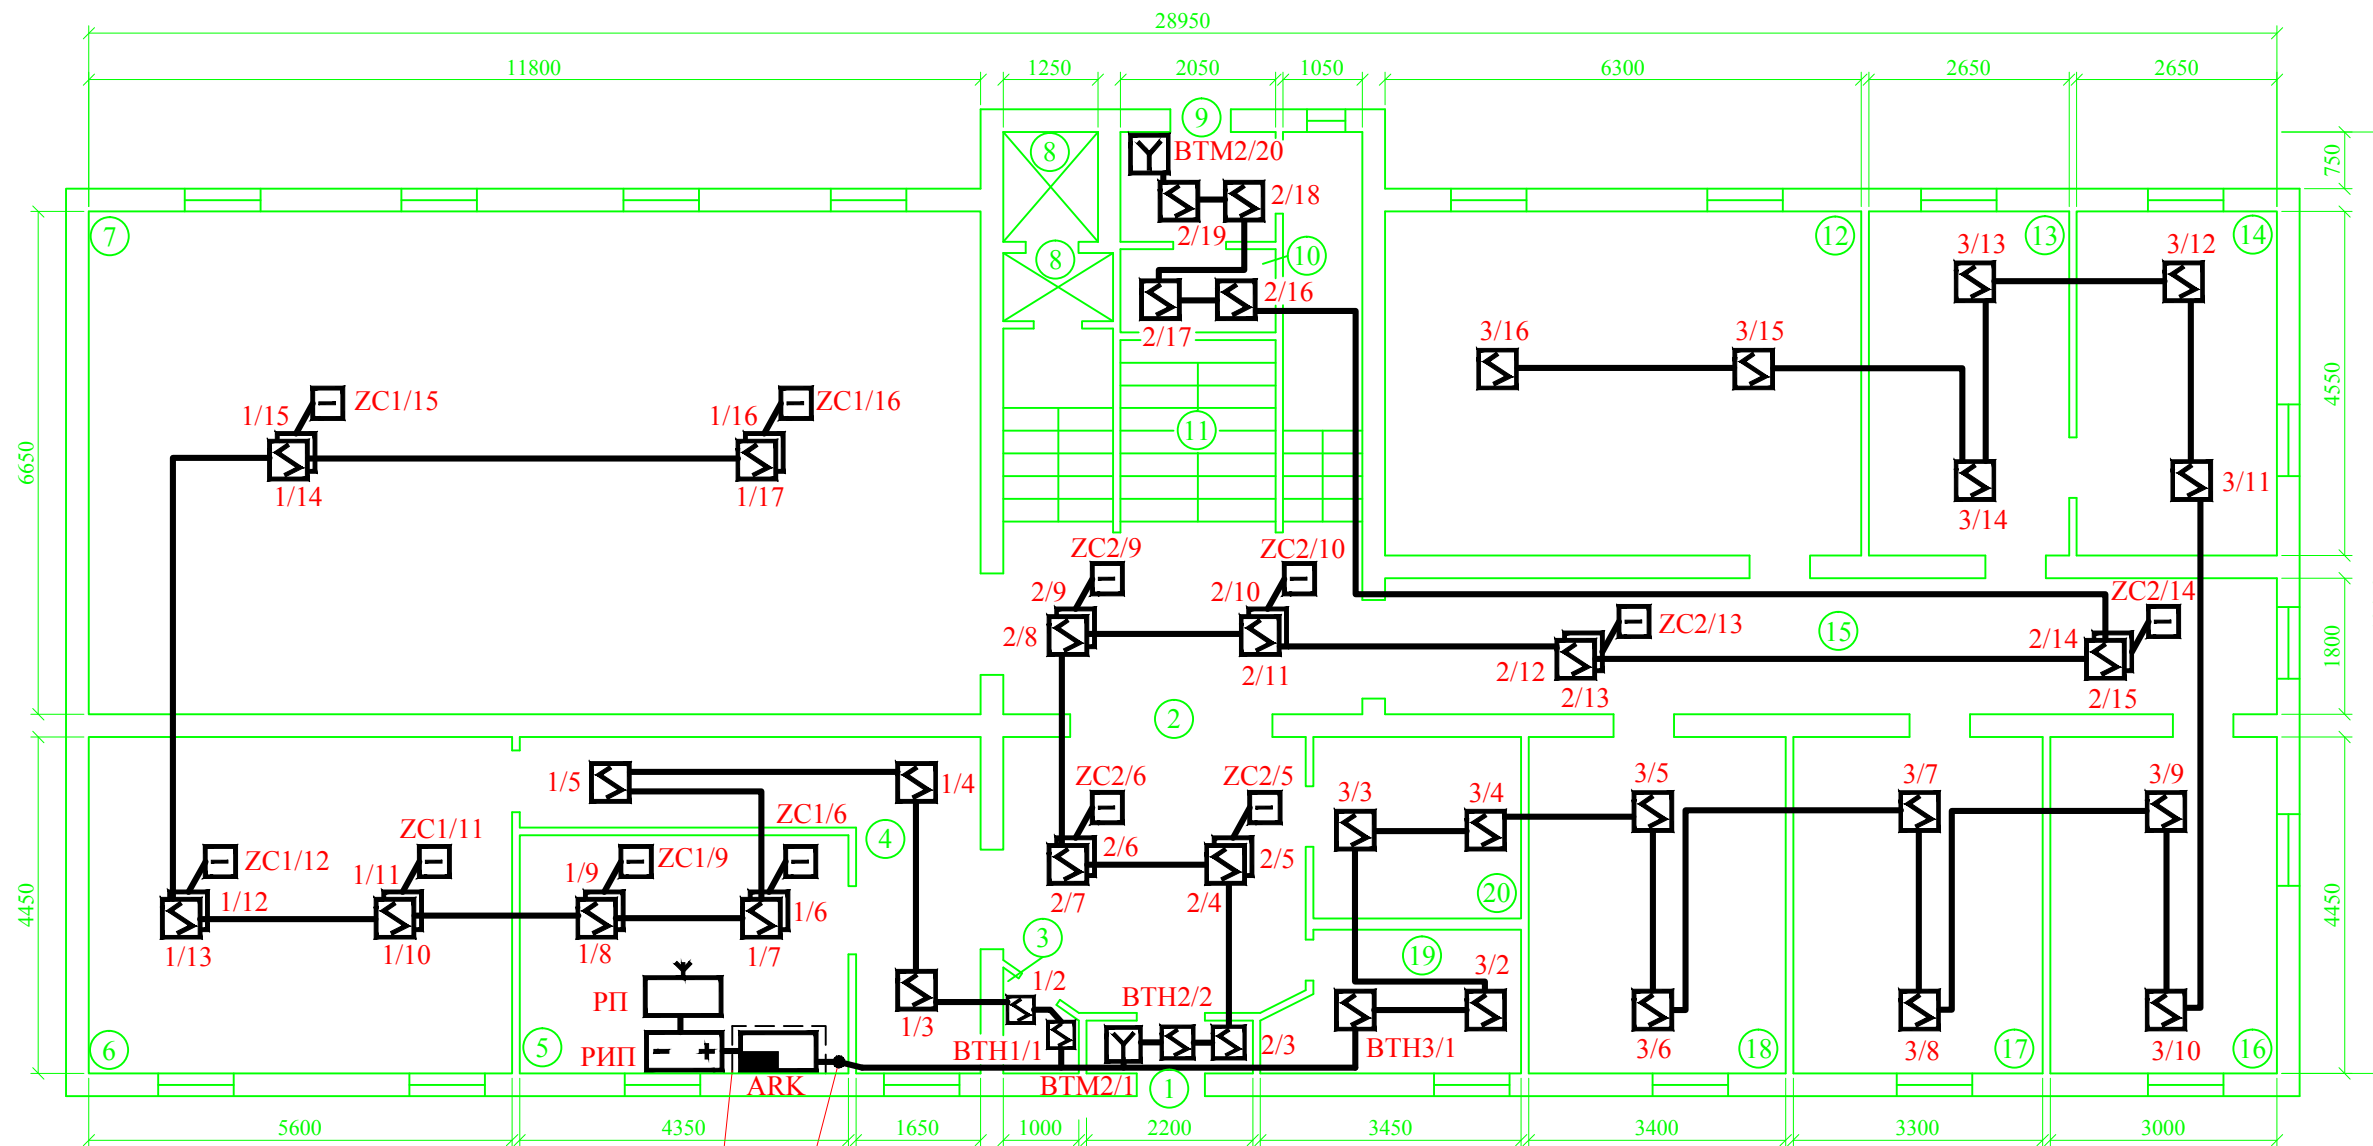 28950
11800 1250 2050 1050 6300 2650 2650
9
8 BTM2/20
750
2/18
7 2/19 12 13 3/13 3/12 14
8 10
2/16
2/17 3/16 3/15
4550
ZC1/15 ZC1/16
1/15 1/16
11
6650
1/14 1/17 3/11
3/14
ZC2/9 ZC2/10
2/9 2/10 ZC2/14
ZC2/13
2/8 15 2/14
1800
2/11 2/12
2/13 2/15
2
1/5 1/4 ZC2/6 ZC2/5 3/5 3/7 3/9
3/3 3/4
ZC1/6
ZC1/11 4
ZC1/12 ZC1/9 2/6 2/5
1/11 1/9
20
1/12 1/6 2/7 2/4
4450 4450
3
1/13 1/10 1/8 1/7 19
3/2
1/2
РП BTH2/2
1/3
BTH1/1 2/3 BTH3/1 3/6 3/8 3/10
6 5 РИП 18 17 16
ARK BTM2/1 1
5600 4350 1650 1000 2200 3450 3400 3300 3000